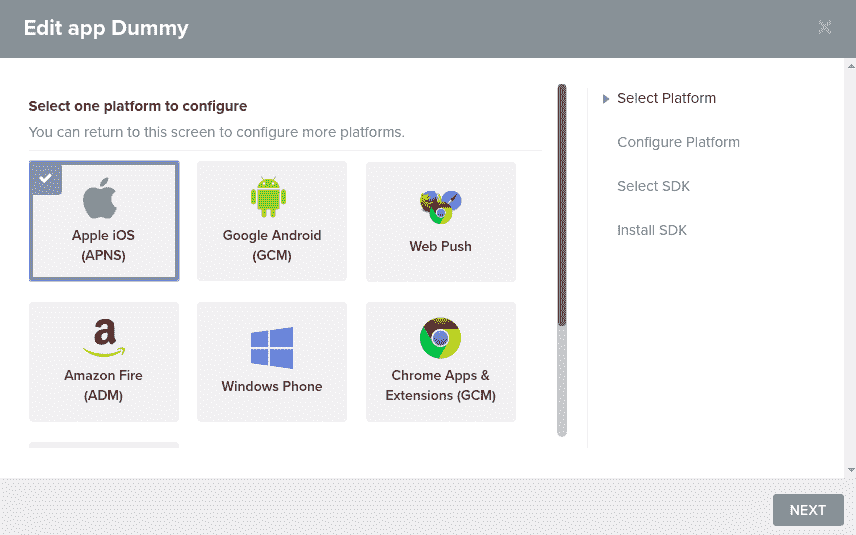 Edit app Dummy
Select one platform to configure
You can return to this screen to configure more platforms.
Apple iOS
(APNS)
Google Android
(GCM)
Web Push
Amazon Fire
(ADM)
Windows Phone
Chrome Apps &
Extensions (GCM)
Select Platform
Configure Platform
Select SDK
Install SDK
NEXT